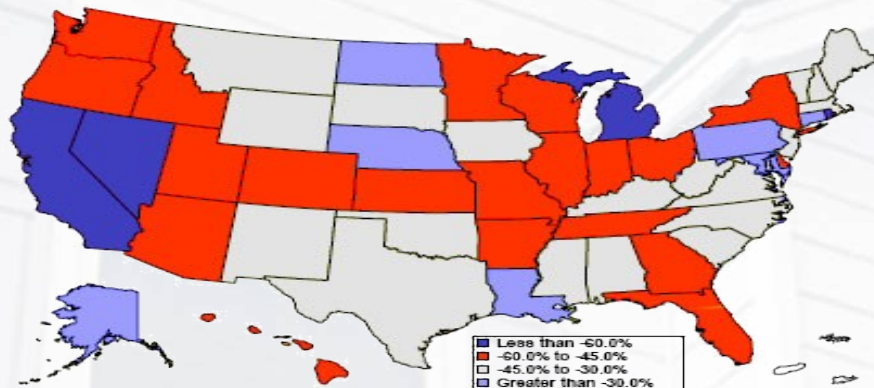 Less than -60.0%
-60.0% to -45.0%
-45.0% to -30.0%
Greater than -30.0%